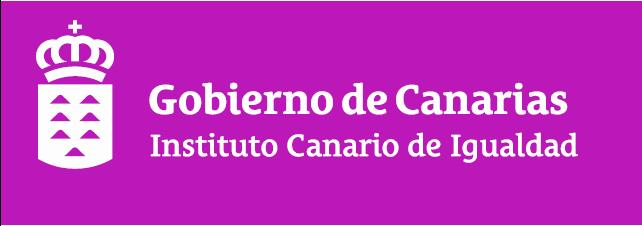 Gobierno de Canarias
Instituto Canario de Igualdad